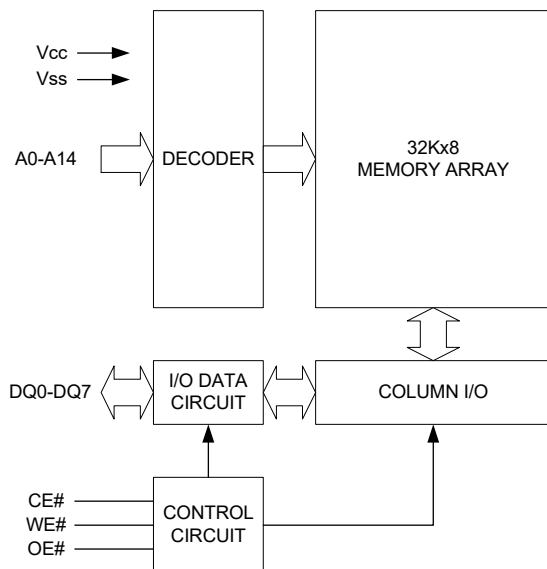 Vcc
Vss
A0-A14
DECODER
32Kx8
MEMORY ARRAY
DQ0-DQ7
I/O DATA
CIRCUIT
COLUMN I/O
CE#
WE#
OE#
CONTROL
CIRCUIT